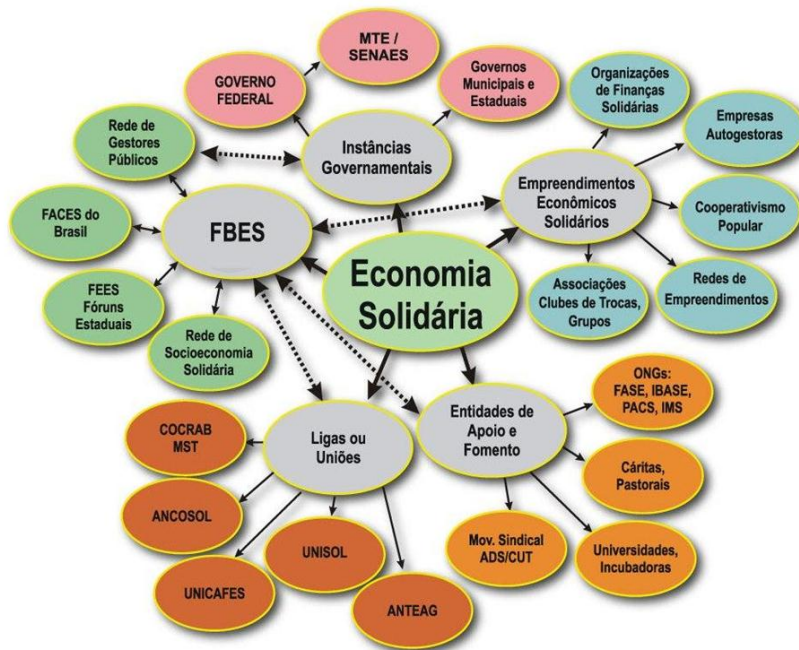 MTE /
SENAES
GOVERNO
FEDERAL
Governos
Municipais e
Estaduais
Organizações
de Finanças
Solidárias
Empresas
Autogestoras
Rede de
Gestores
Públicos
Instâncias
Governamentais
Empreendimentos
Econômicos
Solidários
Cooperativismo
Popular
FACES do
Brasil
FBES
Economia
Solidária
FEES
Fóruns
Estaduais
Rede de
Socioeconomia
Solidária
Associações
Clubes de Trocas,
Grupos
Redes de
Empreendimentos
ONGs:
FASE, IBASE,
PACS, IMS
COCRAB
MST
Ligas ou
Uniões
Entidades de
Apoio e
Fomento
Cáritas,
Pastorais
ANCOSOL
UNISOL
Mov. Sindical
ADS/CUT
Universidades,
Incubadoras
UNICAFES
ANTEAG